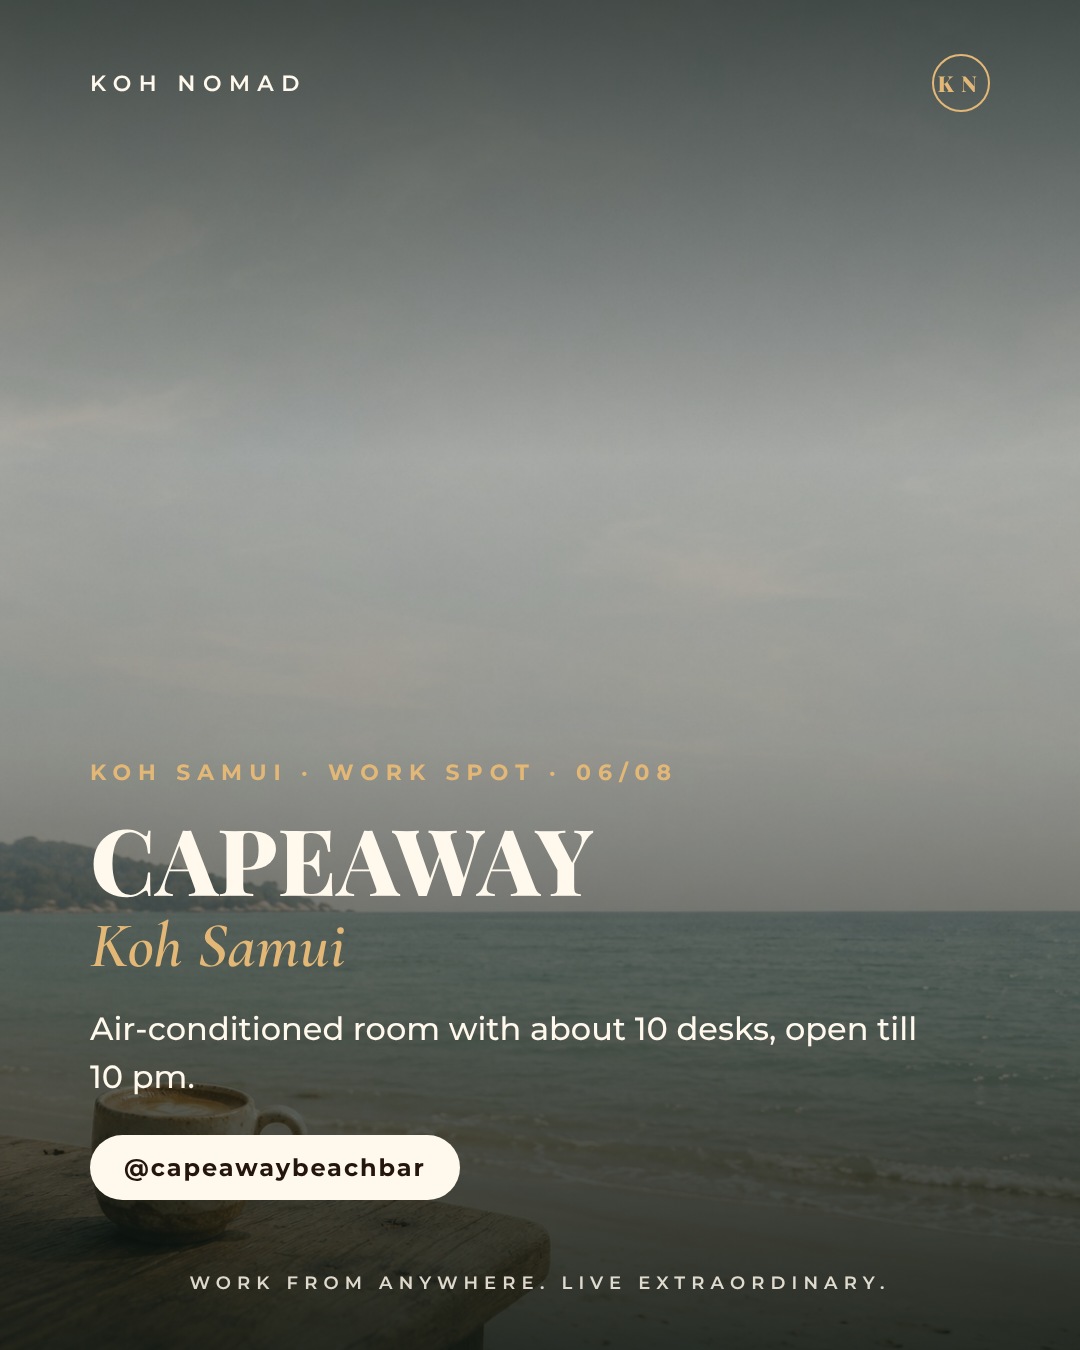 KOH NOMAD
KN
KOH SAMUI · WORK SPOT · 06/08
CAPEAWAY
Koh Samui
Air-conditioned room with about 10 desks, open till
10 pm.
@capeawaybeachbar
WORK FROM ANYWHERE. LIVE EXTRAORDINARY.